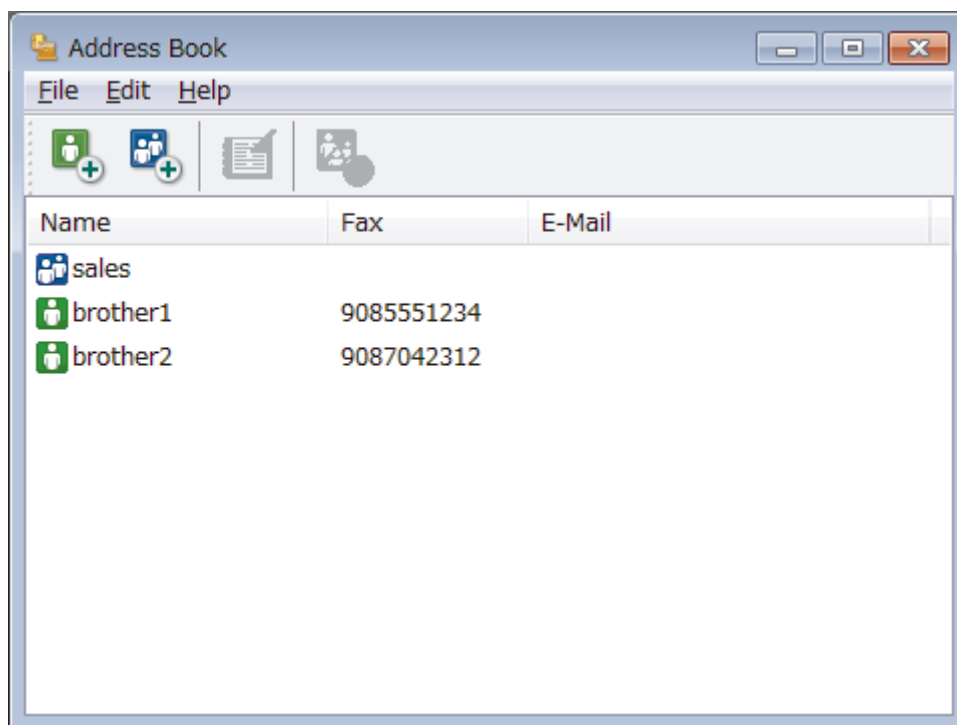 Address Book
File Edit Help
Name Fax E-Mail
sales
brother1 9085551234
brother2 9087042312